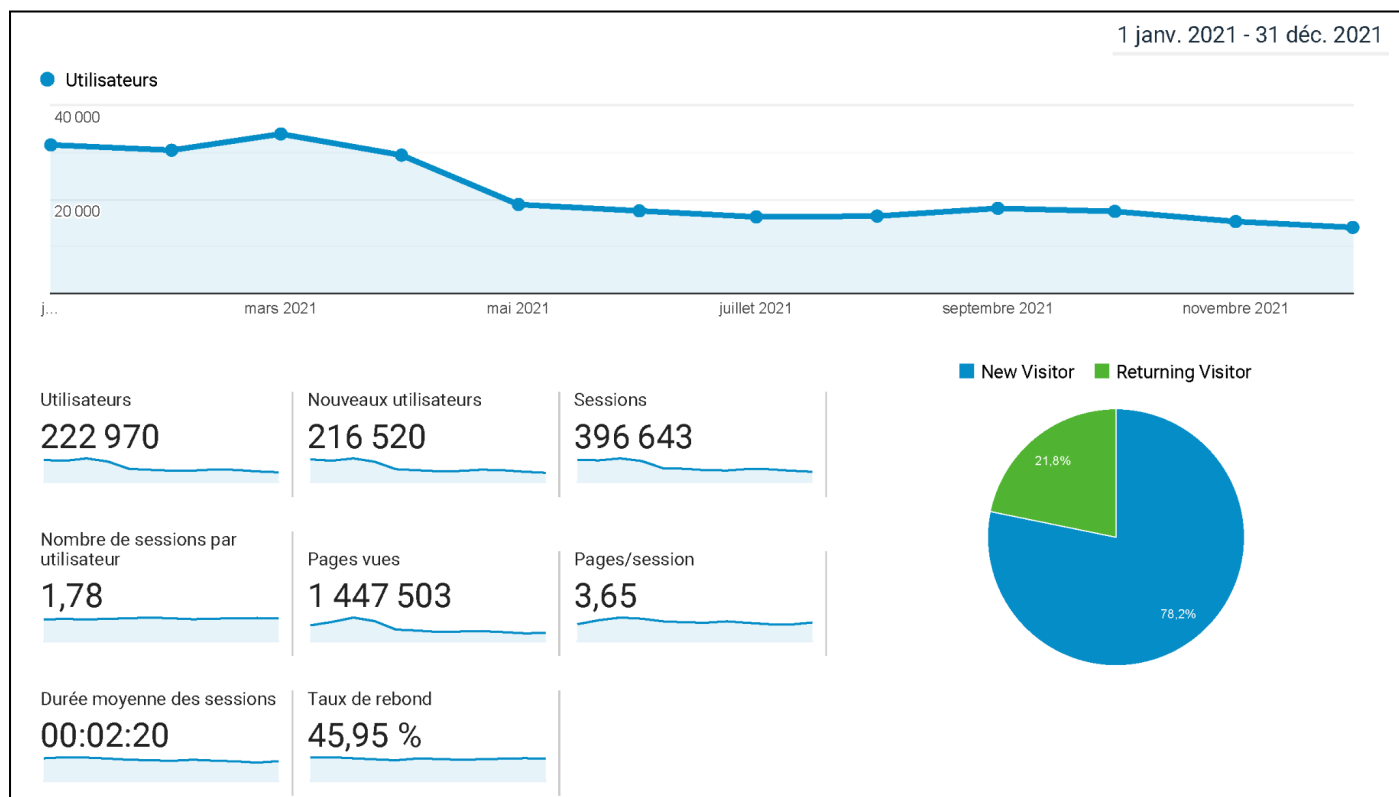 1 janv. 2021 - 31 déc. 2021
Utilisateurs
40 000
20 000
j...
mars 2021
mai 2021
juillet 2021
septembre 2021
novembre 2021
New Visitor
Returning Visitor
Utilisateurs
222 970
Nouveaux utilisateurs
216 520
Sessions
396 643
21,8%
78,2%
Nombre de sessions par
utilisateur
1,78
Pages vues
1 447 503
Pages/session
3,65
Durée moyenne des sessions
00:02:20
Taux de rebond
45,95 %